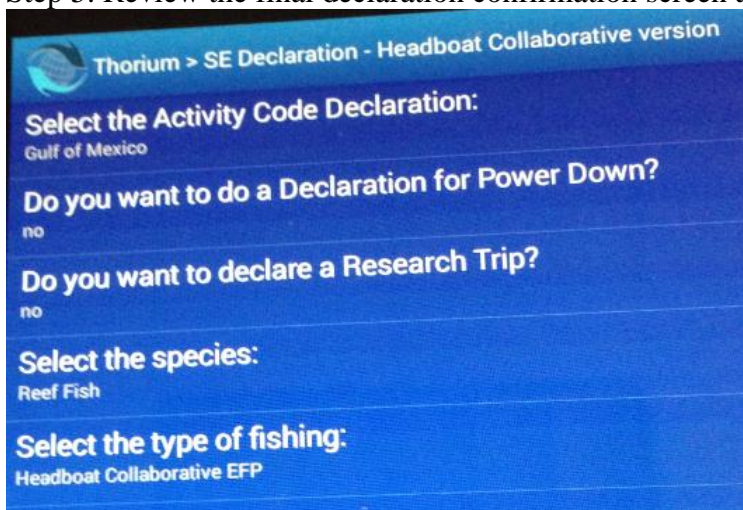 Thorium > SE Declaration - Headboat Collaborative version
Select the Activity Code Declaration:
Gulf of Mexico
Do you want to do a Declaration for Power Down?
no
Do you want to declare a Research Trip?
no
Select the species:
Reef Fish
Select the type of fishing:
Headboat Collaborative EFP